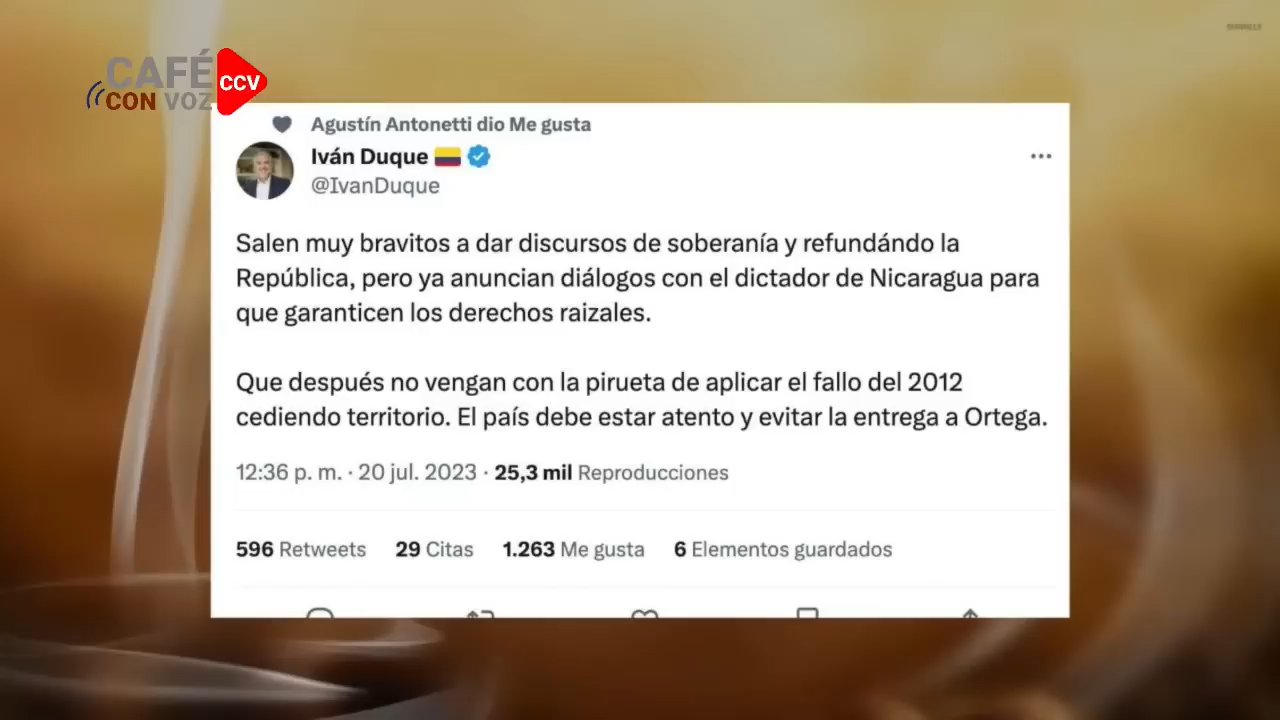 CAFÉ
CON VOZ
CCV
Agustín Antonetti dio Me gusta
Iván Duque
@IvanDuque
Salen muy bravitos a dar discursos de soberanía y refundándo la
República, pero ya anuncian diálogos con el dictador de Nicaragua para
que garanticen los derechos raizales.
Que después no vengan con la pirueta de aplicar el fallo del 2012
cediendo territorio. El país debe estar atento y evitar la entrega a Ortega.
12:36 p. m. · 20 jul. 2023 · 25,3 mil Reproducciones
596 Retweets 29 Citas 1.263 Me gusta 6 Elementos guardados